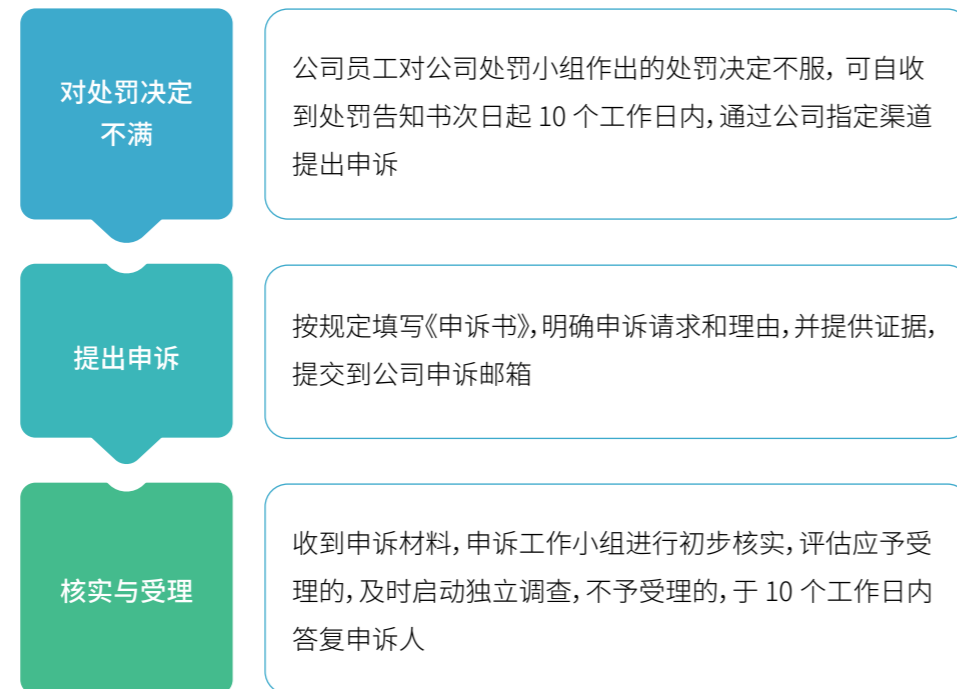 对处罚决定
不满
公司员工对公司处罚小组作出的处罚决定不服，可自收
到处罚告知书次日起 10 个工作日内，通过公司指定渠道
提出申诉
提出申诉
按规定填写《申诉书》，明确申诉请求和理由，并提供证据，
提交到公司申诉邮箱
核实与受理
收到申诉材料，申诉工作小组进行初步核实，评估应予受
理的，及时启动独立调查，不予受理的，于 10 个工作日内
答复申诉人